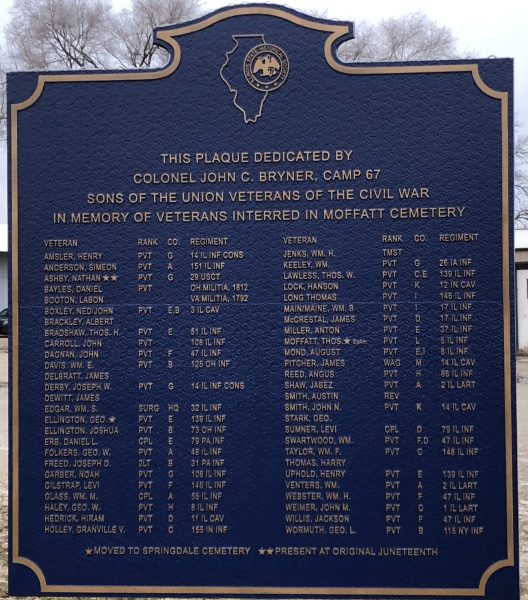 THIS PLAQUE DEDICATED BY
COLONEL JOHN C. BRYNER, CAMP 67
SONS OF THE UNION VETERANS OF THE CIVIL WAR
IN MEMORY OF VETERANS INTERRED IN MOFFATT CEMETERY
VETERAN RANK CO. REGIMENT
AMSLER, HENRY PVT G 14 IL INF CONS
ANDERSON, SIMEON PVT A 151 IL INF
ASHBY, NATHAN ★★ PVT G 29 USCT
BAYLES, DANIEL PVT OH MILITIA, 1812
BOOTON, LABON VA MILITIA, 1792
BOXLEY, NED/JOHN PVT E,B 3 IL CAV
BRACKLEY, ALBERT
BRADSHAW, THOS. H. PVT E 51 IL INF
CARROLL, JOHN PVT 108 IL INF
DAGNAN, JOHN PVT F 47 IL INF
DAVIS, WM. E. PVT B 125 OH INF
DELBRATT, JAMES
DERBY, JOSEPH W. PVT G 14 IL INF CONS
DEWITT, JAMES
EDGAR, WM. S. SURG HQ 32 IL INF
ELLINGTON, GEO. ★ PVT E 139 IL INF
ELLINGTON, JOSHUA PVT B 73 OH INF
ERB, DANIEL L. CPL E 79 PA INF
FOLKERS, GEO. W. PVT A 48 IL INF
FREED, JOSEPH D. 2LT B 31 PA INF
GARBER, NOAH PVT G 108 IL INF
GILSTRAP, LEVI PVT F 146 IL INF
GLASS, WM. M. CPL A 55 IL INF
HALEY, GEO. W. PVT H 8 IL INF
HEDRICK, HIRAM PVT D 11 IL CAV
HOLLEY, GRANVILLE V. PVT C 155 IN INF
VETERAN RANK CO. REGIMENT
JENKS, WM. H. TMST
KEELEY, WM. PVT G 26 IA INF
LAWLESS, THOS. W. PVT C,E 139 IL INF
LOCK, HANSON PVT K 12 IN CAV
LONG THOMAS PVT I 145 IL INF
MAIN/MAINE, WM. B PVT I 17 IL INF
McCRESTAL, JAMES PVT D 17 IL INF
MILLER, ANTON PVT E 37 IL INF
MOFFATT, THOS. ★ PVT L 6 IL INF
MOND, AUGUST PVT E,I 8 IL INF
PITCHER, JAMES WAG M 14 IL CAV
REED, ANGUS PVT H 86 IL INF
SHAW, JABEZ PVT A 2 IL LART
SMITH, AUSTIN REV
SMITH, JOHN N. PVT K 14 IL CAV
STARK, GEO.
SUMNER, LEVI CPL D 70 IL INF
SWARTWOOD, WM. PVT F,D 47 IL INF
TAYLOR, WM. F. PVT C 148 IL INF
THOMAS, HARRY
UPHOLD, HENRY PVT E 139 IL INF
VENTERS, WM. PVT A 2 IL LART
WEBSTER, WM. H. PVT F 47 IL INF
WEIMER, JOHN M. PVT C 1 IL LART
WILLIS, JACKSON PVT F 47 IL INF
WORMUTH, GEO. L. PVT B 115 NY INF
★MOVED TO SPRINGDALE CEMETERY ★★PRESENT AT ORIGINAL JUNETEENTH